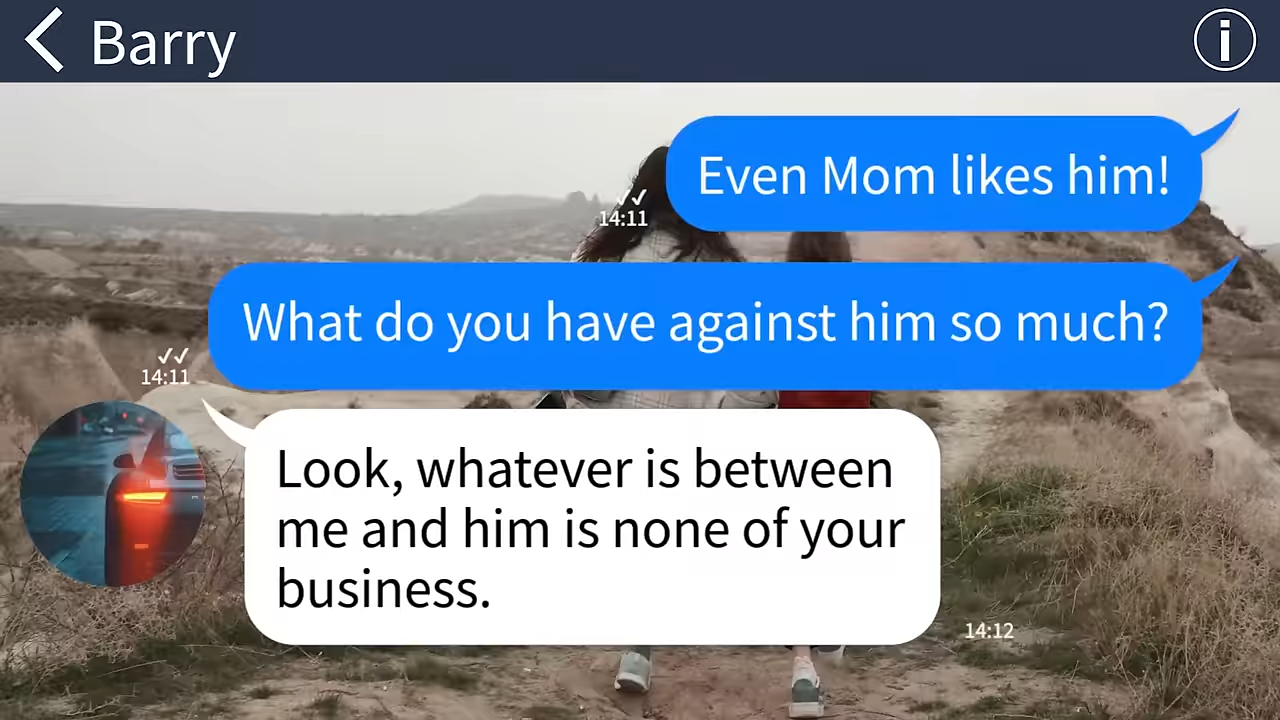 Barry
Even Mom likes him!
14:11
What do you have against him so much?
14:11
Look, whatever is between
me and him is none of your
business.
14:12